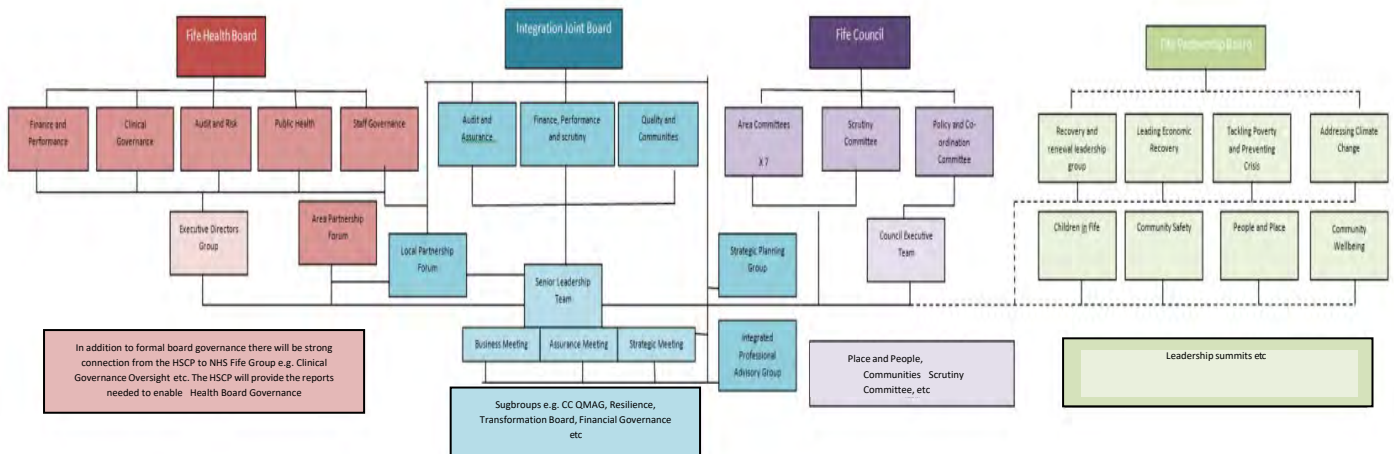 Fife Health Board
Integration Joint Board
Fife Council
Fife Partnership Board
Finance and
Performance
Clinical
Governance
Audit and Risk
Public Health
Staff Governance
Audit and
Assurance
Finance, Performance
and scrutiny
Quality and
Communities
Area Committees
X 7
Scrutiny
Committee
Policy and Co-
ordination
Committee
Recovery and
renewal leadership
group
Leading Economic
Recovery
Tackling Poverty
and Preventing
Crisis
Addressing Climate
Change
Executive Directors
Group
Area Partnership
Forum
Local Partnership
Forum
Senior Leadership
Team
Strategic Planning
Group
Council Executive
Team
Children in Fife
Community Safety
People and Place
Community
Wellbeing
Business Meeting
Assurance Meeting
Strategic Meeting
Integrated
Professional
Advisory Group
In addition to formal board governance there will be strong
connection from the HSCP to NHS Fife Group e.g. Clinical
Governance Oversight etc. The HSCP will provide the reports
needed to enable Health Board Governance
Sugbroups e.g. CC QMAG, Resilience,
Transformation Board, Financial Governance
etc
Place and People,
Communities Scrutiny
Committee, etc
Leadership summits etc